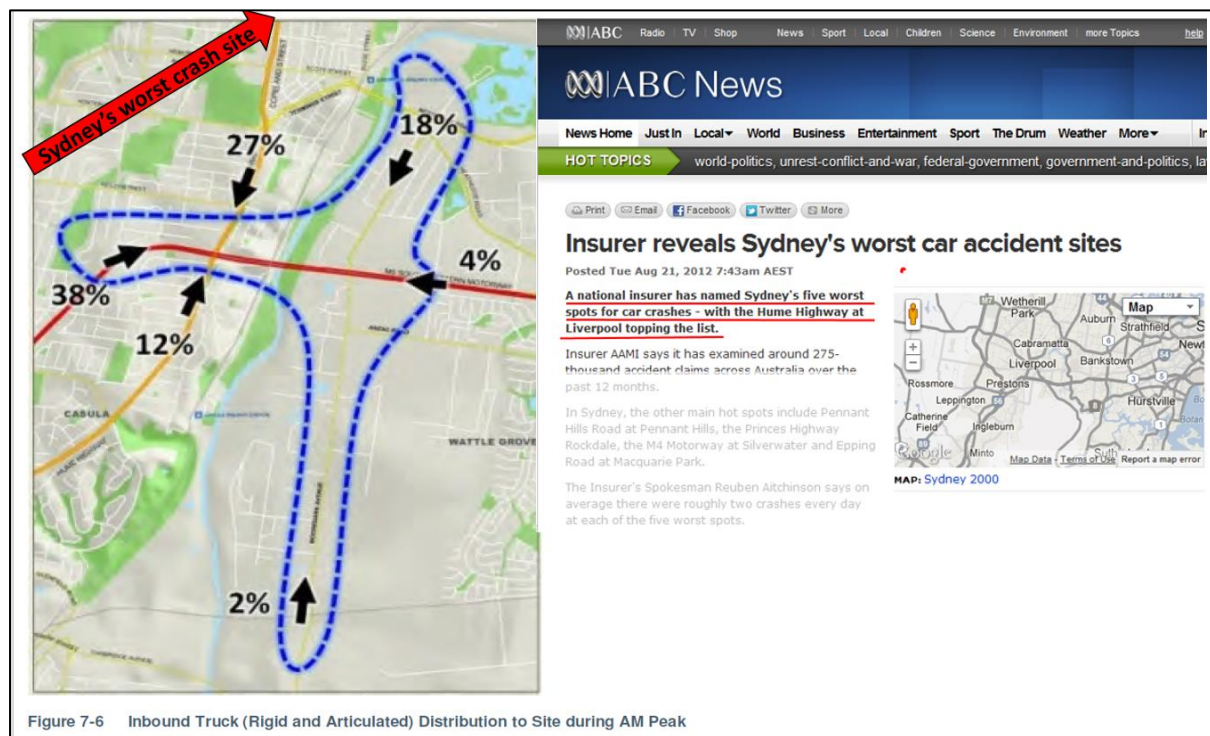 Sydney's worst crash site
COPELAND STREET
27%
18%
4%
38%
12%
2%
CASULA
HUME HIGHWAY
WATTLE GROVE
MOOREBANK AVENUE
ABC Radio TV Shop News Sport Local Children Science Environment more Topics help
ABC News
News Home Just In Local World Business Entertainment Sport The Drum Weather More
HOT TOPICS world-politics, unrest-conflict-and-war, federal-government, government-and-politics,
Print Email Facebook Twitter More
Insurer reveals Sydney's worst car accident sites
Posted Tue Aug 21, 2012 7:43am AEST
A national insurer has named Sydney's five worst
spots for car crashes - with the Hume Highway at
Liverpool topping the list.
Insurer AAMI says it has examined around 275-
thousand accident claims across Australia over the
past 12 months.
In Sydney, the other main hot spots include Pennant
Hills Road at Pennant Hills, the Princes Highway
Rockdale, the M4 Motorway at Silverwater and Epping
Road at Macquarie Park.
The Insurer's Spokesman Reuben Aitchinson says on
average there were roughly two crashes every day
at each of the five worst spots.
Map
Wetherill
Park
Auburn
Strathfield
Cabramatta
Liverpool
Bankstown
Rossmore
Prestons
Leppington
Hurstville
Catherine
Field
Ingleburn
Minto
Google
Map Data - Terms of Use Report a map error
MAP: Sydney 2000
Figure 7-6 Inbound Truck (Rigid and Articulated) Distribution to Site during AM Peak